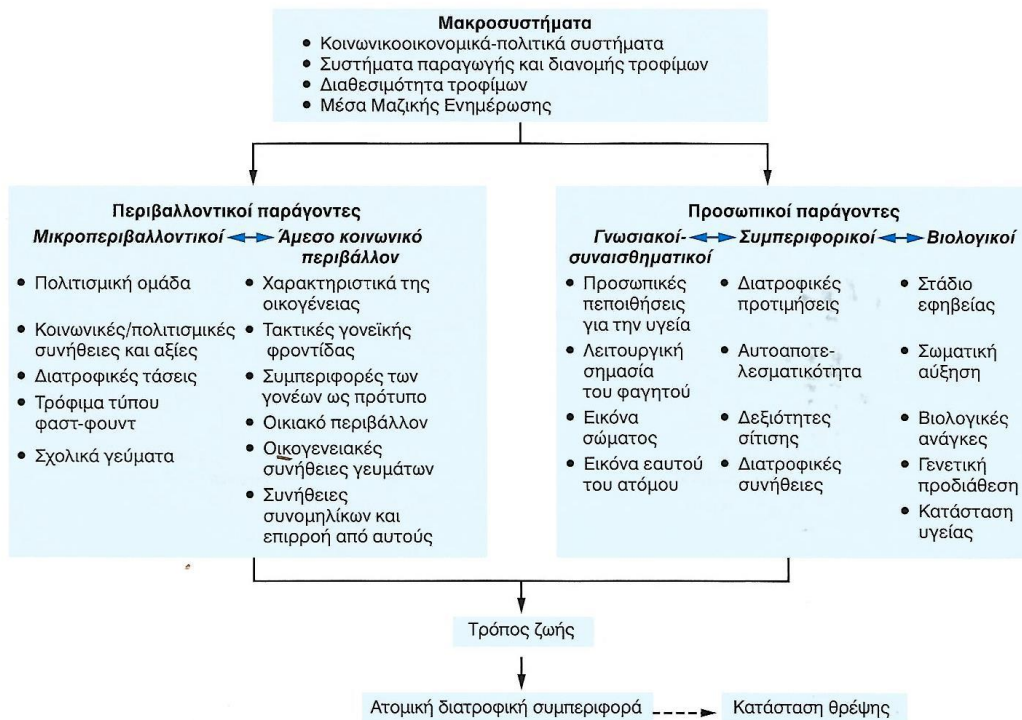 Μακροσυστήματα
• Κοινωνικοοικονομικά-πολιτικά συστήματα
• Συστήματα παραγωγής και διανομής τροφίμων
• Διαθεσιμότητα τροφίμων
• Μέσα Μαζικής Ενημέρωσης
Περιβαλλοντικοί παράγοντες
Μικροπεριβαλλοντικοί
• Πολιτισμική ομάδα
• Κοινωνικές/πολιτισμικές
συνήθειες και αξίες
• Διατροφικές τάσεις
• Τρόφιμα τύπου
φαστ-φουντ
• Σχολικά γεύματα
Άμεσο κοινωνικό
περιβάλλον
• Χαρακτηριστικά της
οικογένειας
• Τακτικές γονεϊκής
φροντίδας
• Συμπεριφορές των
γονέων ως πρότυπο
• Οικιακό περιβάλλον
• Οικογενειακές
συνήθειες γευμάτων
• Συνήθειες
συνομηλίκων και
επιρροή από αυτούς
Προσωπικοί παράγοντες
Γνωσιακοί-
συναισθηματικοί
• Προσωπικές
πεποιθήσεις
για την υγεία
• Λειτουργική
σημασία
του φαγητού
• Εικόνα
σώματος
• Εικόνα εαυτού
του ατόμου
Συμπεριφορικοί
• Διατροφικές
προτιμήσεις
• Αυτοαποτε-
λεσματικότητα
• Δεξιότητες
σίτισης
• Διατροφικές
συνήθειες
Βιολογικοί
• Στάδιο
εφηβείας
• Σωματική
αύξηση
• Βιολογικές
ανάγκες
• Γενετική
προδιάθεση
• Κατάσταση
υγείας
Τρόπος ζωής
Ατομική διατροφική συμπεριφορά
Κατάσταση θρέψης